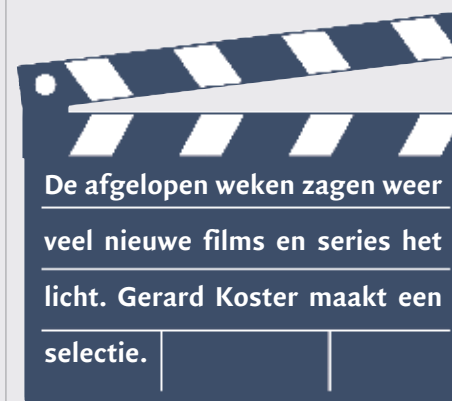 De afgelopen weken zagen weer
veel nieuwe films en series het
licht. Gerard Koster maakt een
selectie.